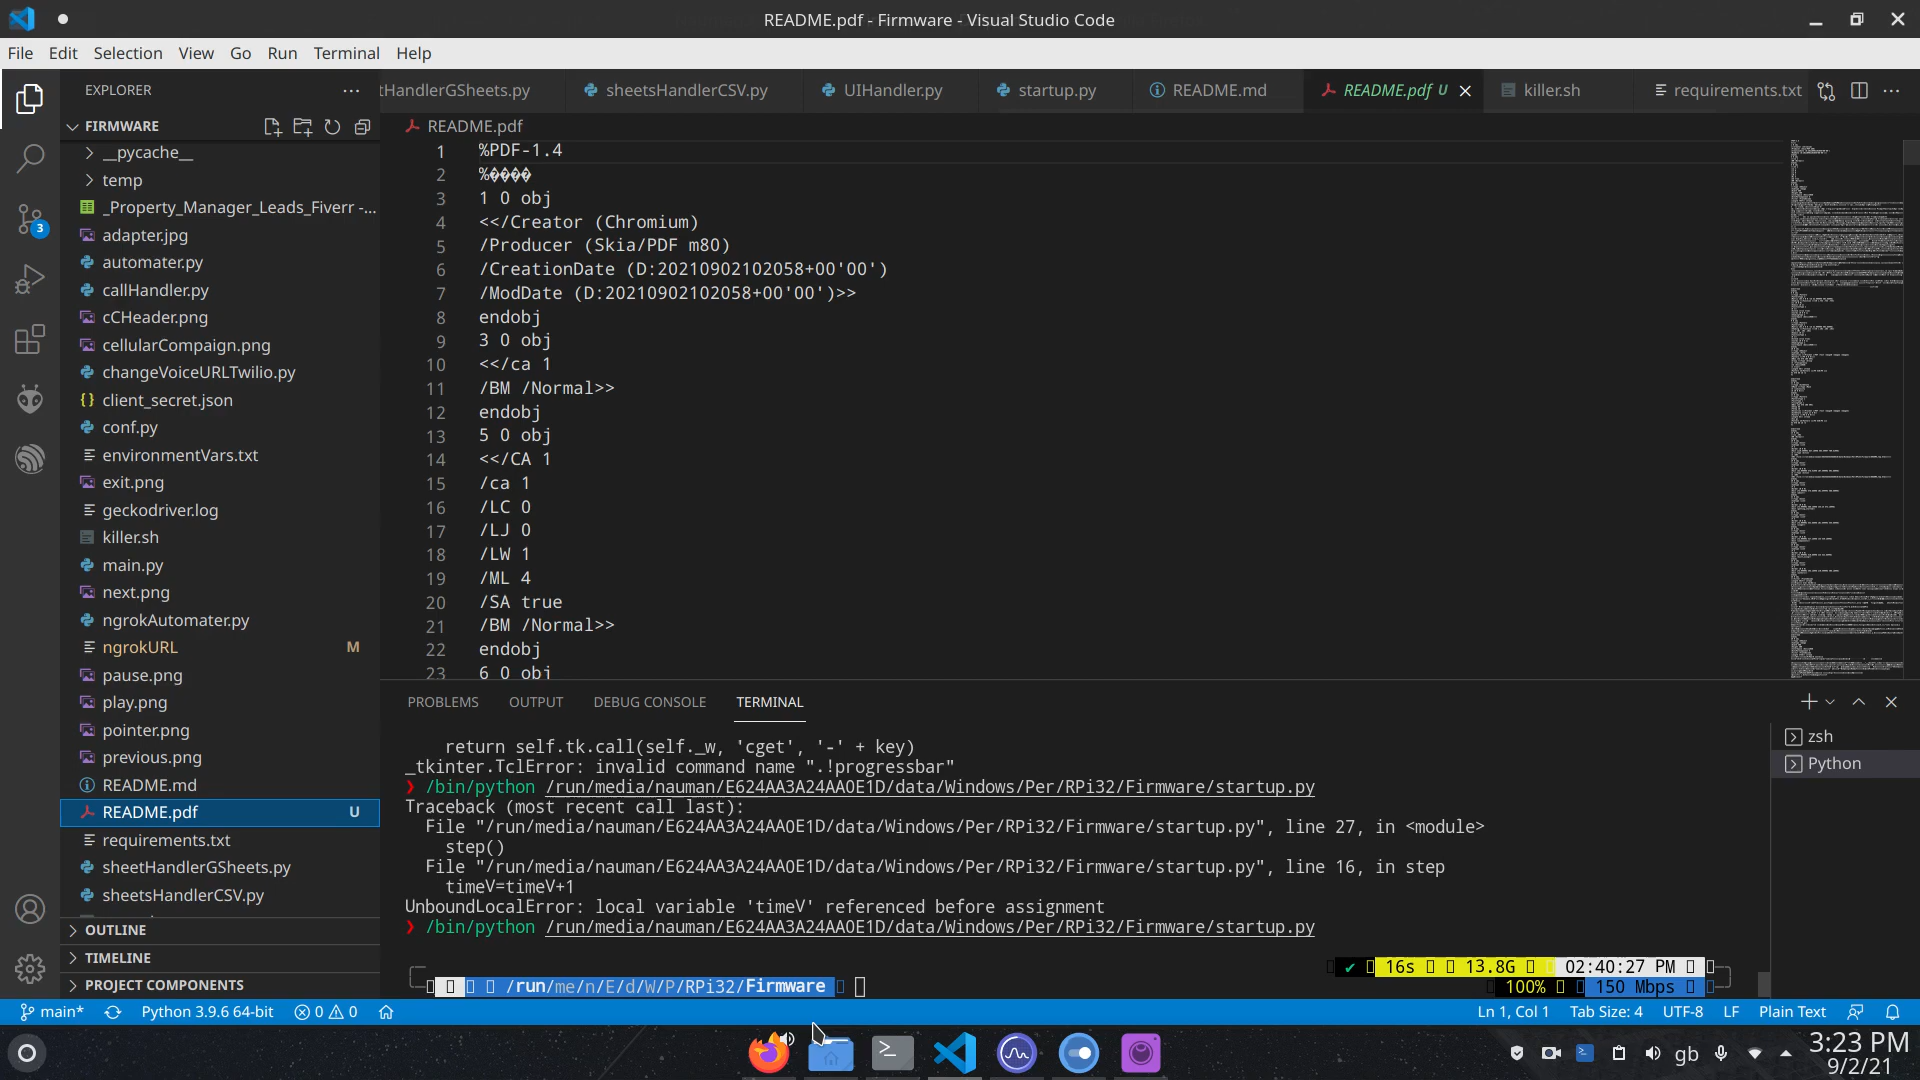 README.pdf - Firmware - Visual Studio Code
File Edit Selection View Go Run Terminal Help
EXPLORER
tHandlerGSheets.py
sheetsHandlerCSV.py
UIHandler.py
startup.py
README.md
README.pdf U
killer.sh
requirements.txt
FIRMWARE
README.pdf
__pycache__
temp
_Property_Manager_Leads_Fiverr -...
adapter.jpg
automater.py
callHandler.py
cCHeader.png
cellularCompaign.png
changeVoiceURLTwilio.py
client_secret.json
conf.py
environmentVars.txt
exit.png
geckodriver.log
killer.sh
main.py
next.png
ngrokAutomater.py
ngrokURL M
pause.png
play.png
pointer.png
previous.png
README.md
README.pdf U
requirements.txt
sheetHandlerGSheets.py
sheetsHandlerCSV.py
OUTLINE
TIMELINE
PROJECT COMPONENTS
3
1 %PDF-1.4
2 %����
3 1 0 obj
4 <</Creator (Chromium)
5 /Producer (Skia/PDF m80)
6 /CreationDate (D:20210902102058+00'00')
7 /ModDate (D:20210902102058+00'00')>>
8 endobj
9 3 0 obj
10 <</ca 1
11 /BM /Normal>>
12 endobj
13 5 0 obj
14 <</CA 1
15 /ca 1
16 /LC 0
17 /LJ 0
18 /LW 1
19 /ML 4
20 /SA true
21 /BM /Normal>>
22 endobj
23 6 0 obj
PROBLEMS OUTPUT DEBUG CONSOLE TERMINAL
return self.tk.call(self._w, 'cget', '-' + key)
_tkinter.TclError: invalid command name ".!progressbar"
❯ /bin/python /run/media/nauman/E624AA3A24AA0E1D/data/Windows/Per/RPi32/Firmware/startup.py
Traceback (most recent call last):
File "/run/media/nauman/E624AA3A24AA0E1D/data/Windows/Per/RPi32/Firmware/startup.py", line 27, in <module>
step()
File "/run/media/nauman/E624AA3A24AA0E1D/data/Windows/Per/RPi32/Firmware/startup.py", line 16, in step
timeV=timeV+1
UnboundLocalError: local variable 'timeV' referenced before assignment
❯ /bin/python /run/media/nauman/E624AA3A24AA0E1D/data/Windows/Per/RPi32/Firmware/startup.py
✔ 16s 13.8G 02:40:27 PM
/run/me/n/E/d/W/P/RPi32/Firmware 100% 150 Mbps
zsh
Python
main* Python 3.9.6 64-bit 0 0 Ln 1, Col 1 Tab Size: 4 UTF-8 LF Plain Text
gb
3:23 PM
9/2/21